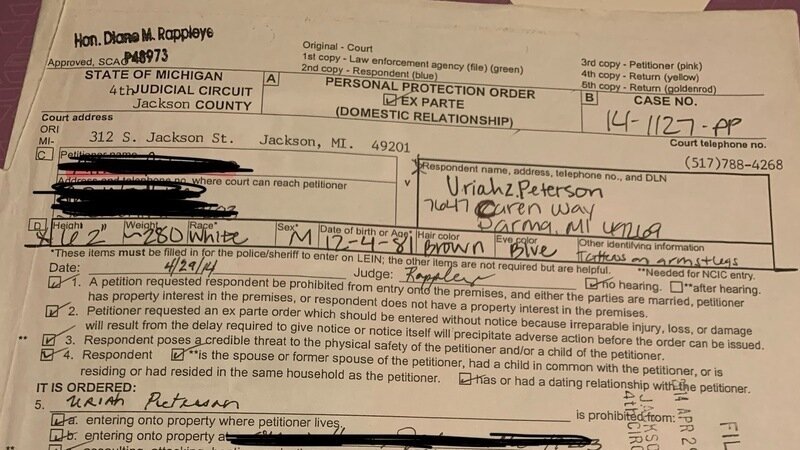 Hon. Diane M. Rappleye
P48973
Approved, SCAO
Original - Court
1st copy - Law enforcement agency (file) (green)
2nd copy - Respondent (blue)
3rd copy - Petitioner (pink)
4th copy - Return (yellow)
5th copy - Return (goldenrod)
STATE OF MICHIGAN
4th JUDICIAL CIRCUIT
Jackson COUNTY
A
PERSONAL PROTECTION ORDER
EX PARTE
(DOMESTIC RELATIONSHIP)
B
CASE NO.
14-1127-PP
Court address
Court telephone no.
ORI
MI-
312 S. Jackson St. Jackson, MI. 49201
(517)788-4268
C
Petitioner name
Address and telephone no. where court can reach petitioner
v
Respondent name, address, telephone no., and DLN
Uriah Z. Peterson
7647 Caren Way
Parma, MI 49269
D
Height Weight Race* Sex* Date of birth or Age* Hair color Eye color Other identifying information
6'2" ~280 White M 12-4-81 Brown Blue Tattoos on arms + legs
*These items must be filled in for the police/sheriff to enter on LEIN; the other items are not required but are helpful. **Needed for NCIC entry.
Date: 4/29/14 Judge: Rappleye no hearing. **after hearing.
1. A petition requested respondent be prohibited from entry onto the premises, and either the parties are married, petitioner
has property interest in the premises, or respondent does not have a property interest in the premises.
2. Petitioner requested an ex parte order which should be entered without notice because irreparable injury, loss, or damage
will result from the delay required to give notice or notice itself will precipitate adverse action before the order can be issued.
** 3. Respondent poses a credible threat to the physical safety of the petitioner and/or a child of the petitioner.
** 4. Respondent **is the spouse or former spouse of the petitioner, had a child in common with the petitioner, or is
residing or had resided in the same household as the petitioner. has or had a dating relationship with the petitioner.
IT IS ORDERED:
5. Uriah Peterson is prohibited from:
a. entering onto property where petitioner lives.
b. entering onto property at
**
FIL
14 APR 2
JACKSO
4th CIRC